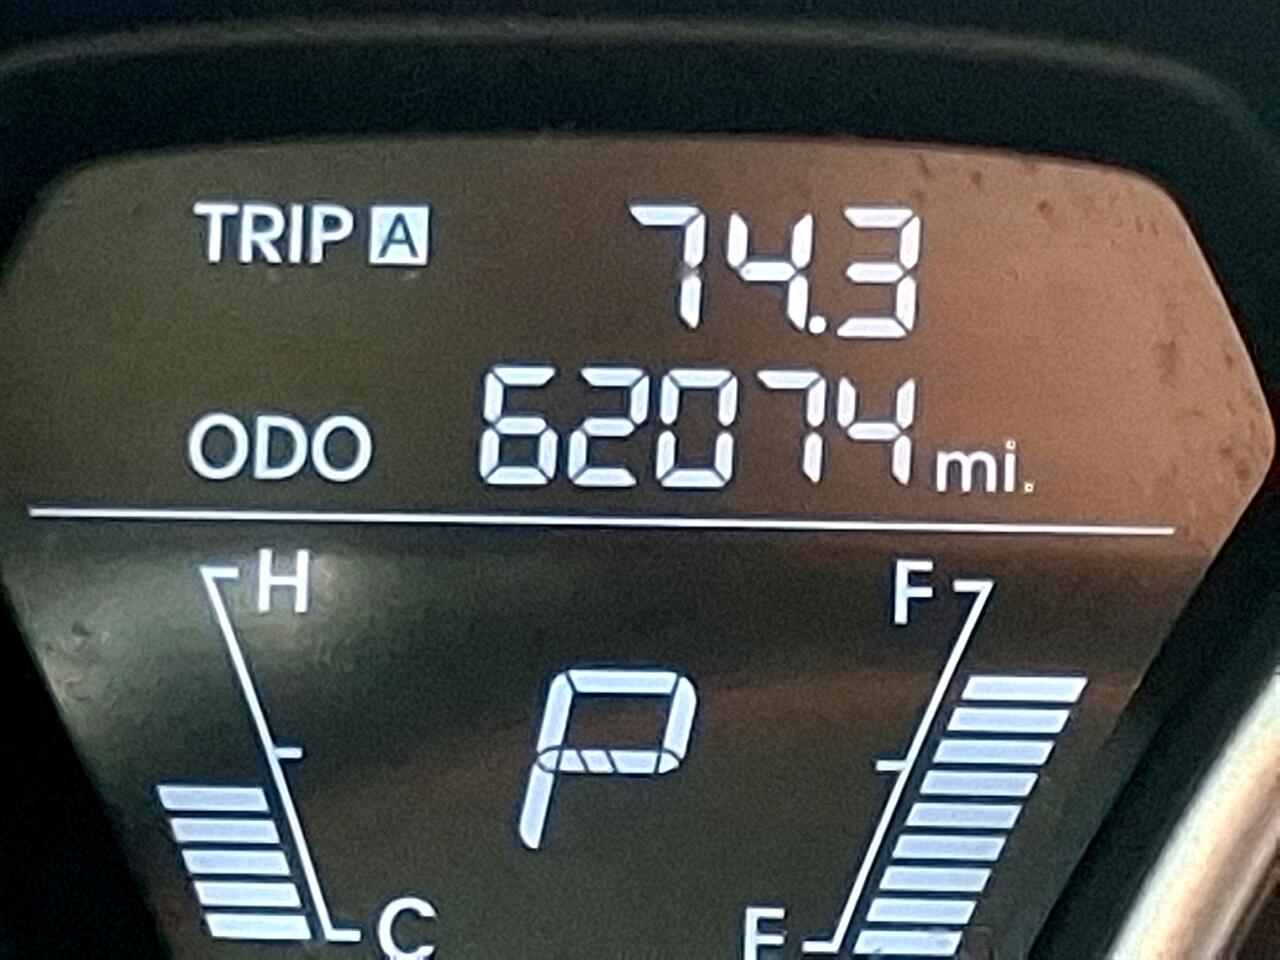 TRIP A 74.3
ODO 62074 mi.
H F
P
C E